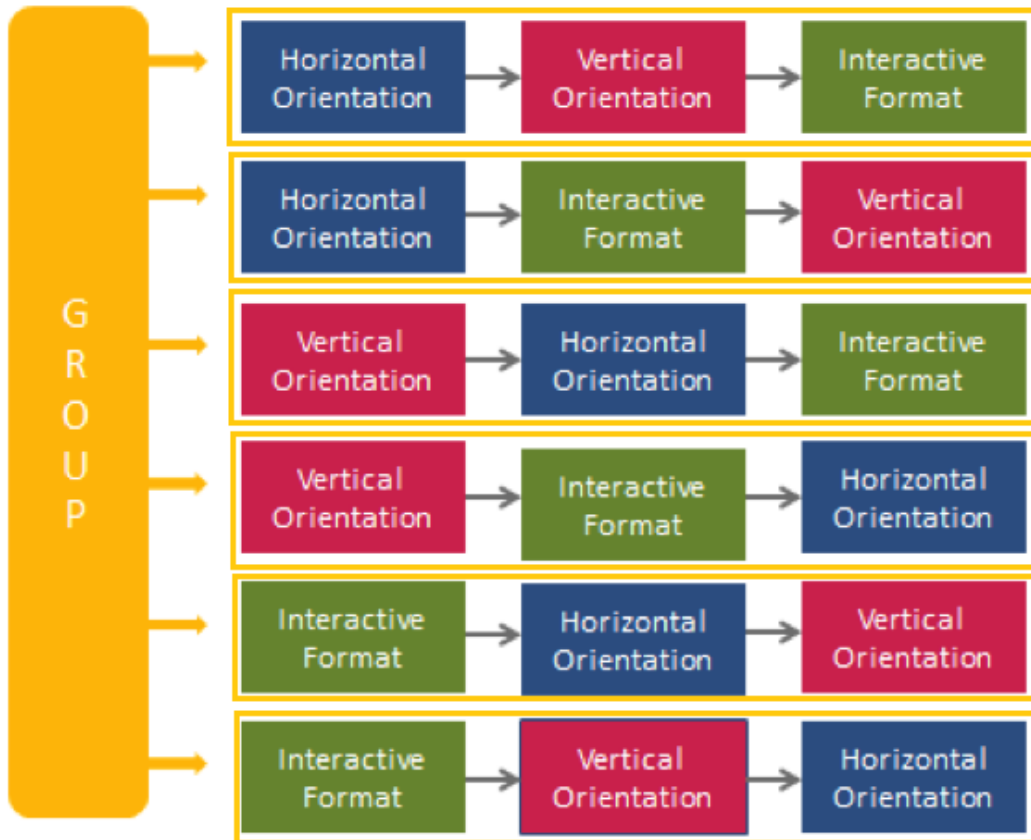 G
R
O
U
P
Horizontal
Orientation
Vertical
Orientation
Interactive
Format
Horizontal
Orientation
Interactive
Format
Vertical
Orientation
Vertical
Orientation
Horizontal
Orientation
Interactive
Format
Vertical
Orientation
Interactive
Format
Horizontal
Orientation
Interactive
Format
Horizontal
Orientation
Vertical
Orientation
Interactive
Format
Vertical
Orientation
Horizontal
Orientation